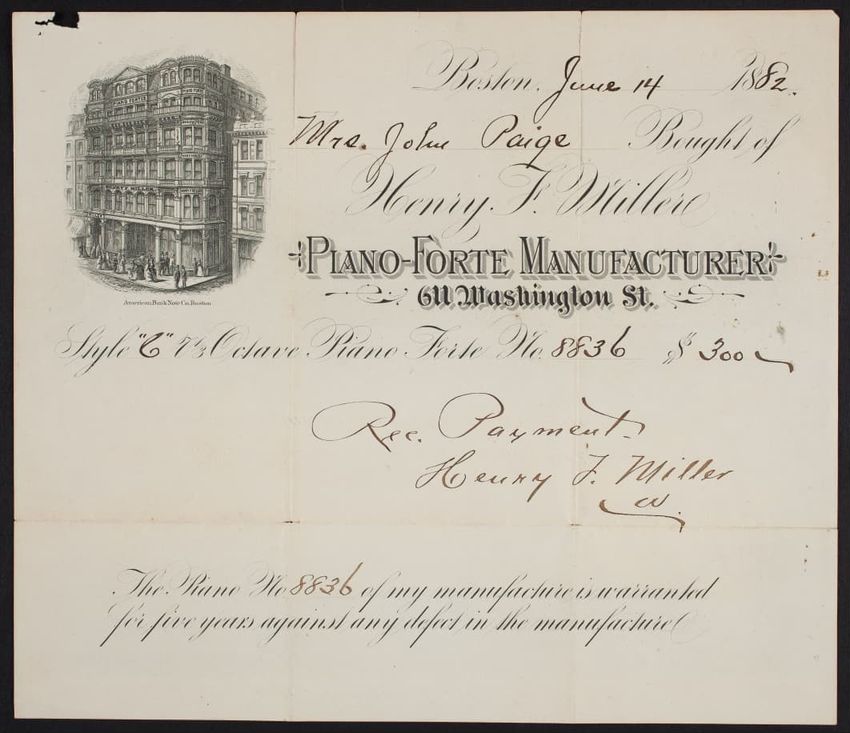 Boston, June 14 1882.
Mrs. John Paige Bought of
Henry F. Miller
PIANO-FORTE MANUFACTURER
611 Washington St.
American Bank Note Co. Boston
Style "C" 7⅓ Octave Piano Forte No. 8836 $ 300
Rec. Payment
Henry F. Miller
The Piano No. 8836 of my manufacture is warranted
for five years against any defect in the manufacture